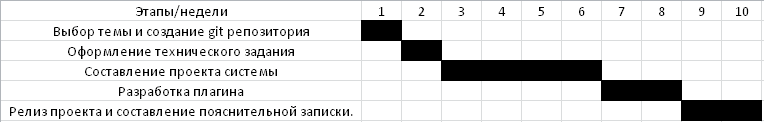 Этапы/недели 1 2 3 4 5 6 7 8 9 10
Выбор темы и создание git репозитория
Оформление технического задания
Составление проекта системы
Разработка плагина
Релиз проекта и составление пояснительной записки.